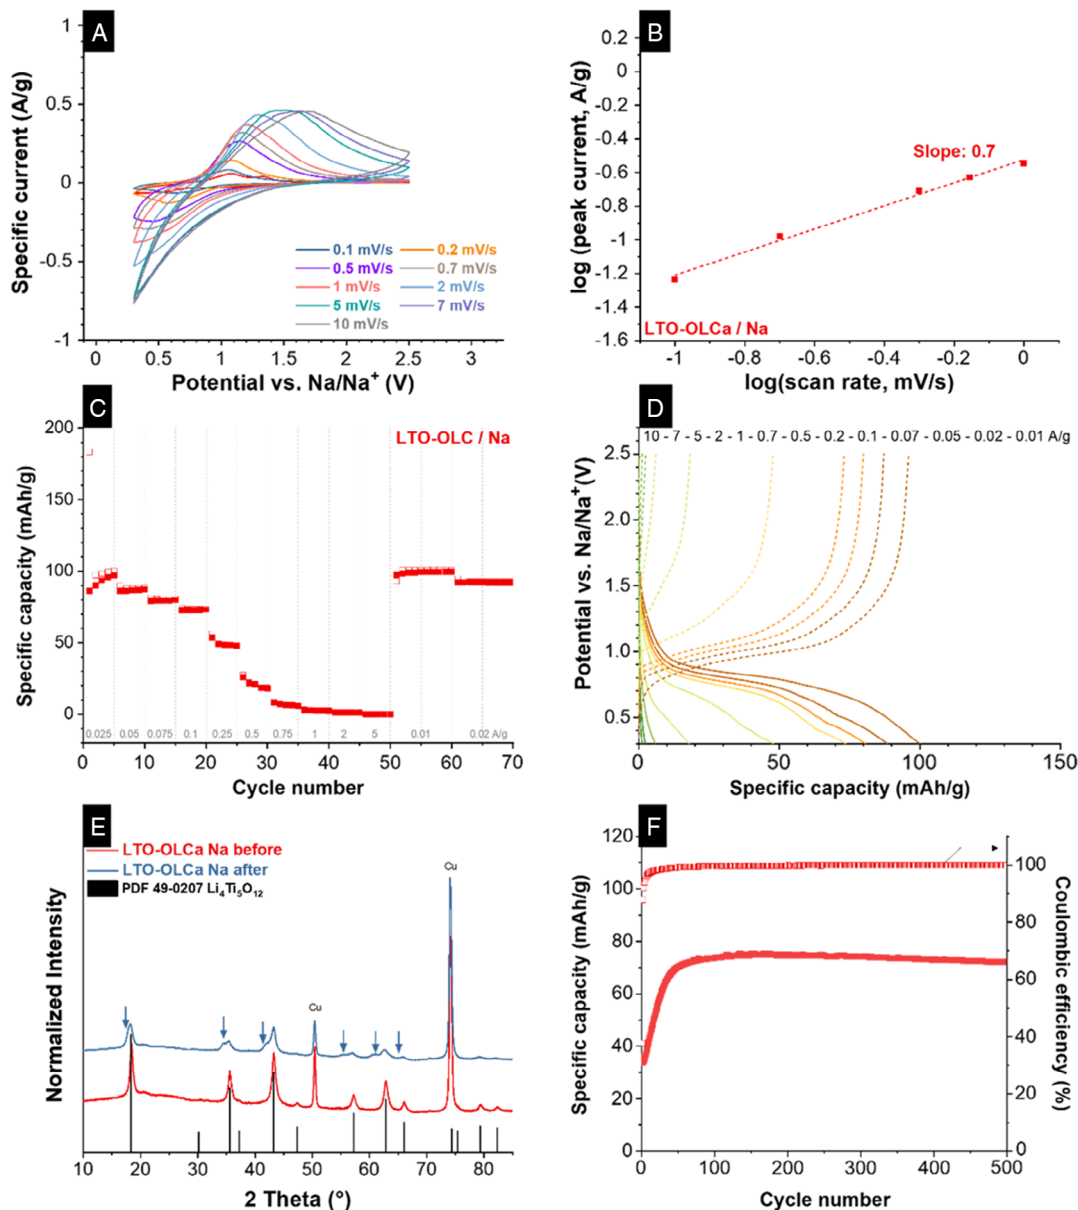 A
Specific current (A/g)
1
0.5
0
-0.5
-1
0.1 mV/s
0.2 mV/s
0.5 mV/s
0.7 mV/s
1 mV/s
2 mV/s
5 mV/s
7 mV/s
10 mV/s
0
0.5
1
1.5
2
2.5
3
Potential vs. Na/Na⁺ (V)
B
log (peak current, A/g)
0.2
0
-0.2
-0.4
-0.6
-0.8
-1
-1.2
-1.4
-1.6
Slope: 0.7
LTO-OLCa / Na
-1
-0.8
-0.6
-0.4
-0.2
0
log(scan rate, mV/s)
C
Specific capacity (mAh/g)
200
150
100
50
0
LTO-OLC / Na
0.025
0.05
0.075
0.1
0.25
0.5
0.75
1
2
5
0.01
0.02 A/g
0
10
20
30
40
50
60
70
Cycle number
D
10 - 7 - 5 - 2 - 1 - 0.7 - 0.5 - 0.2 - 0.1 - 0.07 - 0.05 - 0.02 - 0.01 A/g
Potential vs. Na/Na⁺(V)
2.5
2.0
1.5
1.0
0.5
0
50
100
150
Specific capacity (mAh/g)
E
LTO-OLCa Na before
LTO-OLCa Na after
PDF 49-0207 Li₄Ti₅O₁₂
Normalized Intensity
Cu
Cu
10
20
30
40
50
60
70
80
2 Theta (°)
F
Specific capacity (mAh/g)
120
100
80
60
40
20
0
Coulombic efficiency (%)
100
80
60
40
20
0
0
100
200
300
400
500
Cycle number